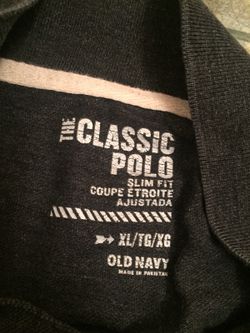 THE CLASSIC
POLO
SLIM FIT
COUPE ÉTROITE
AJUSTADA
XL/TG/XG
OLD NAVY
MADE IN PAKISTAN